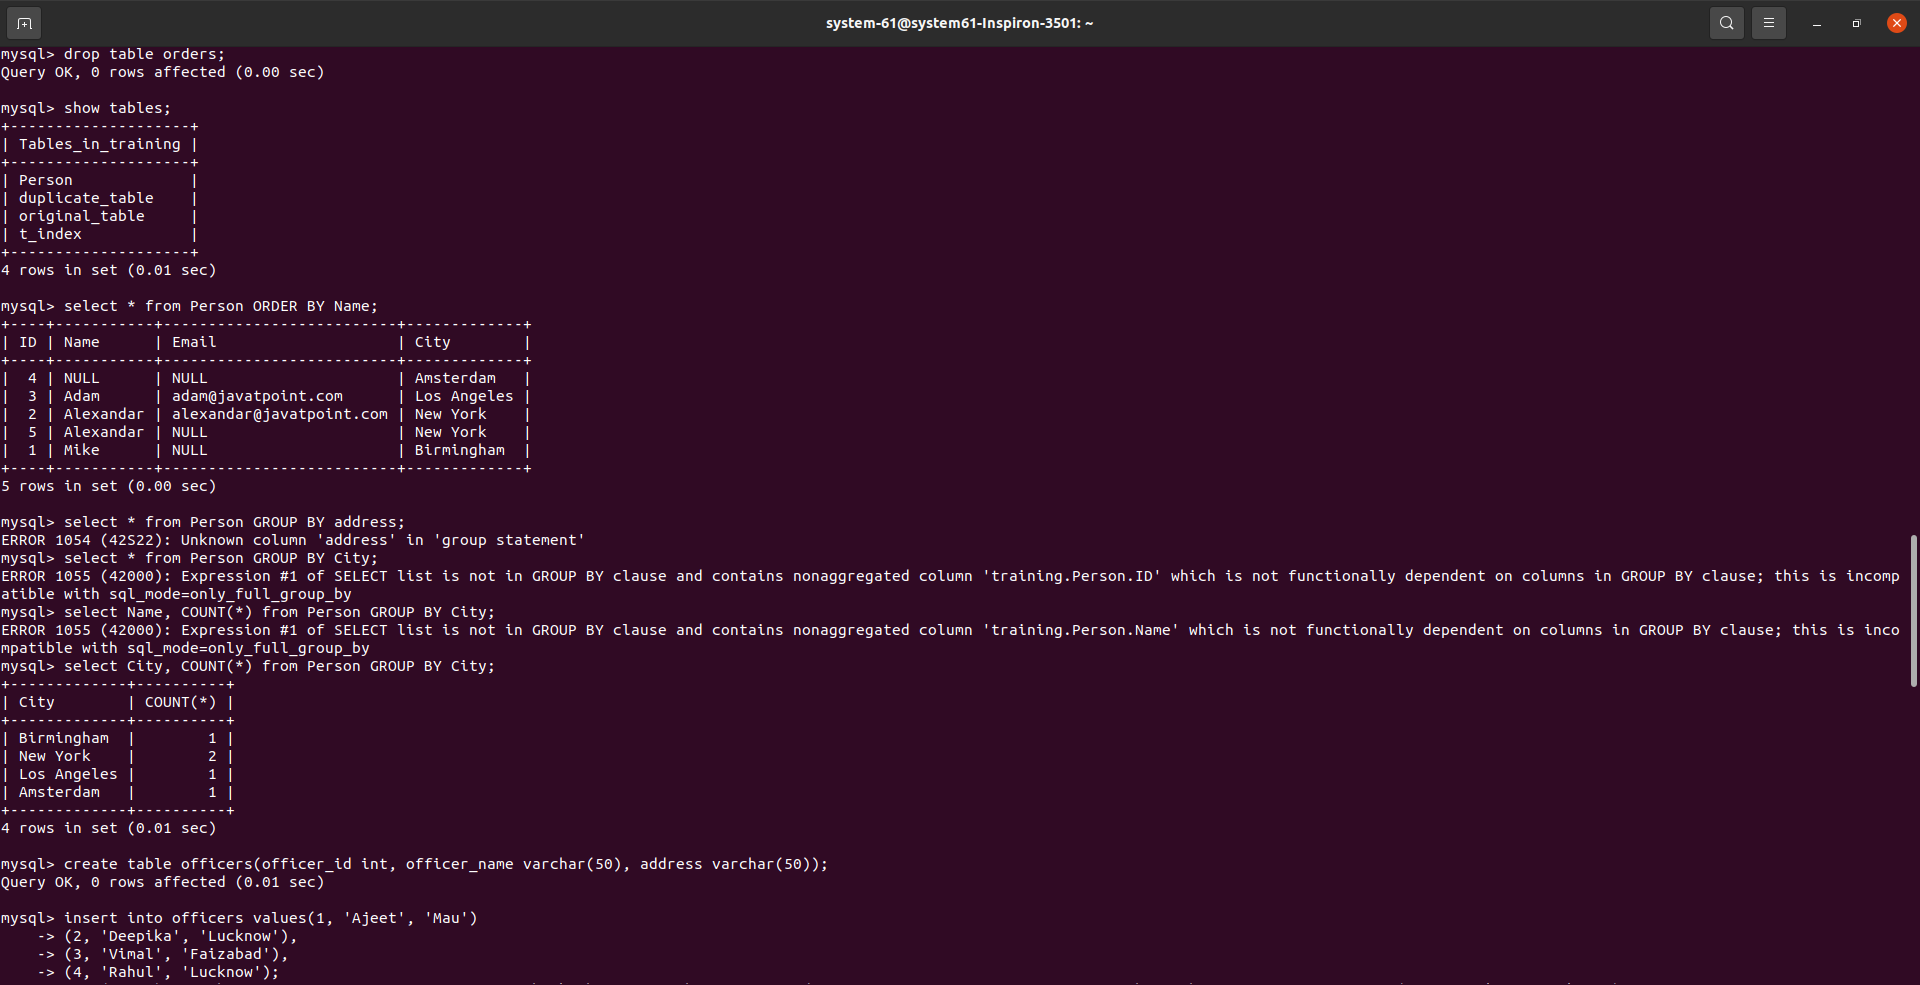 system-61@system61-Inspiron-3501: ~
mysql> drop table orders;
Query OK, 0 rows affected (0.00 sec)
mysql> show tables;
+--------------------+
| Tables_in_training |
+--------------------+
| Person             |
| duplicate_table    |
| original_table     |
| t_index            |
+--------------------+
4 rows in set (0.01 sec)
mysql> select * from Person ORDER BY Name;
+----+-----------+--------------------------+-------------+
| ID | Name      | Email                    | City        |
+----+-----------+--------------------------+-------------+
|  4 | NULL      | NULL                     | Amsterdam   |
|  3 | Adam      | adam@javatpoint.com      | Los Angeles |
|  2 | Alexandar | alexandar@javatpoint.com | New York    |
|  5 | Alexandar | NULL                     | New York    |
|  1 | Mike      | NULL                     | Birmingham  |
+----+-----------+--------------------------+-------------+
5 rows in set (0.00 sec)
mysql> select * from Person GROUP BY address;
ERROR 1054 (42S22): Unknown column 'address' in 'group statement'
mysql> select * from Person GROUP BY City;
ERROR 1055 (42000): Expression #1 of SELECT list is not in GROUP BY clause and contains nonaggregated column 'training.Person.ID' which is not functionally dependent on columns in GROUP BY clause; this is incomp
atible with sql_mode=only_full_group_by
mysql> select Name, COUNT(*) from Person GROUP BY City;
ERROR 1055 (42000): Expression #1 of SELECT list is not in GROUP BY clause and contains nonaggregated column 'training.Person.Name' which is not functionally dependent on columns in GROUP BY clause; this is inco
mpatible with sql_mode=only_full_group_by
mysql> select City, COUNT(*) from Person GROUP BY City;
+-------------+----------+
| City        | COUNT(*) |
+-------------+----------+
| Birmingham  |        1 |
| New York    |        2 |
| Los Angeles |        1 |
| Amsterdam   |        1 |
+-------------+----------+
4 rows in set (0.01 sec)
mysql> create table officers(officer_id int, officer_name varchar(50), address varchar(50));
Query OK, 0 rows affected (0.01 sec)
mysql> insert into officers values(1, 'Ajeet', 'Mau')
    -> (2, 'Deepika', 'Lucknow'),
    -> (3, 'Vimal', 'Faizabad'),
    -> (4, 'Rahul', 'Lucknow');